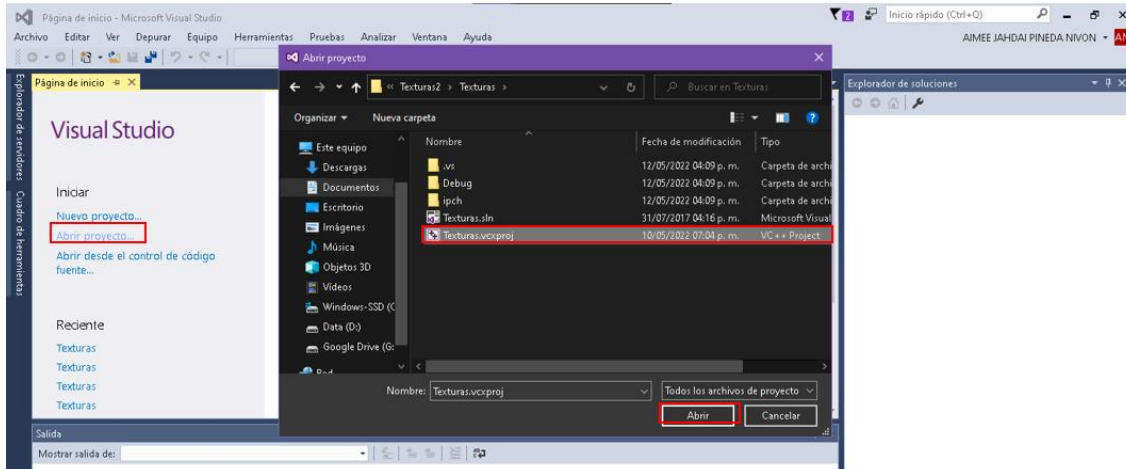 Página de inicio - Microsoft Visual Studio
2
Inicio rápido (Ctrl+Q)
Archivo Editar Ver Depurar Equipo Herramientas Pruebas Analizar Ventana Ayuda
AIMEE JAHDAI PINEDA NIVON
AN
Explorador de servidores
Cuadro de herramientas
Página de inicio
Visual Studio
Iniciar
Nuevo proyecto...
Abrir proyecto...
Abrir desde el control de código
fuente...
Reciente
Texturas
Texturas
Texturas
Texturas
Abrir proyecto
« Texturas2 › Texturas ›
Buscar en Texturas
Organizar Nueva carpeta
Este equipo
Descargas
Documentos
Escritorio
Imágenes
Música
Objetos 3D
Videos
Windows-SSD (C
Data (D:)
Google Drive (G:
Nombre Fecha de modificación Tipo
.vs 12/05/2022 04:09 p. m. Carpeta de archi
Debug 12/05/2022 04:09 p. m. Carpeta de archi
ipch 12/05/2022 04:09 p. m. Carpeta de archi
Texturas.sln 31/07/2017 04:16 p. m. Microsoft Visual
Texturas.vcxproj 10/05/2022 07:04 p. m. VC++ Project
Nombre: Texturas.vcxproj
Todos los archivos de proyecto
Abrir Cancelar
Explorador de soluciones
Salida
Mostrar salida de: